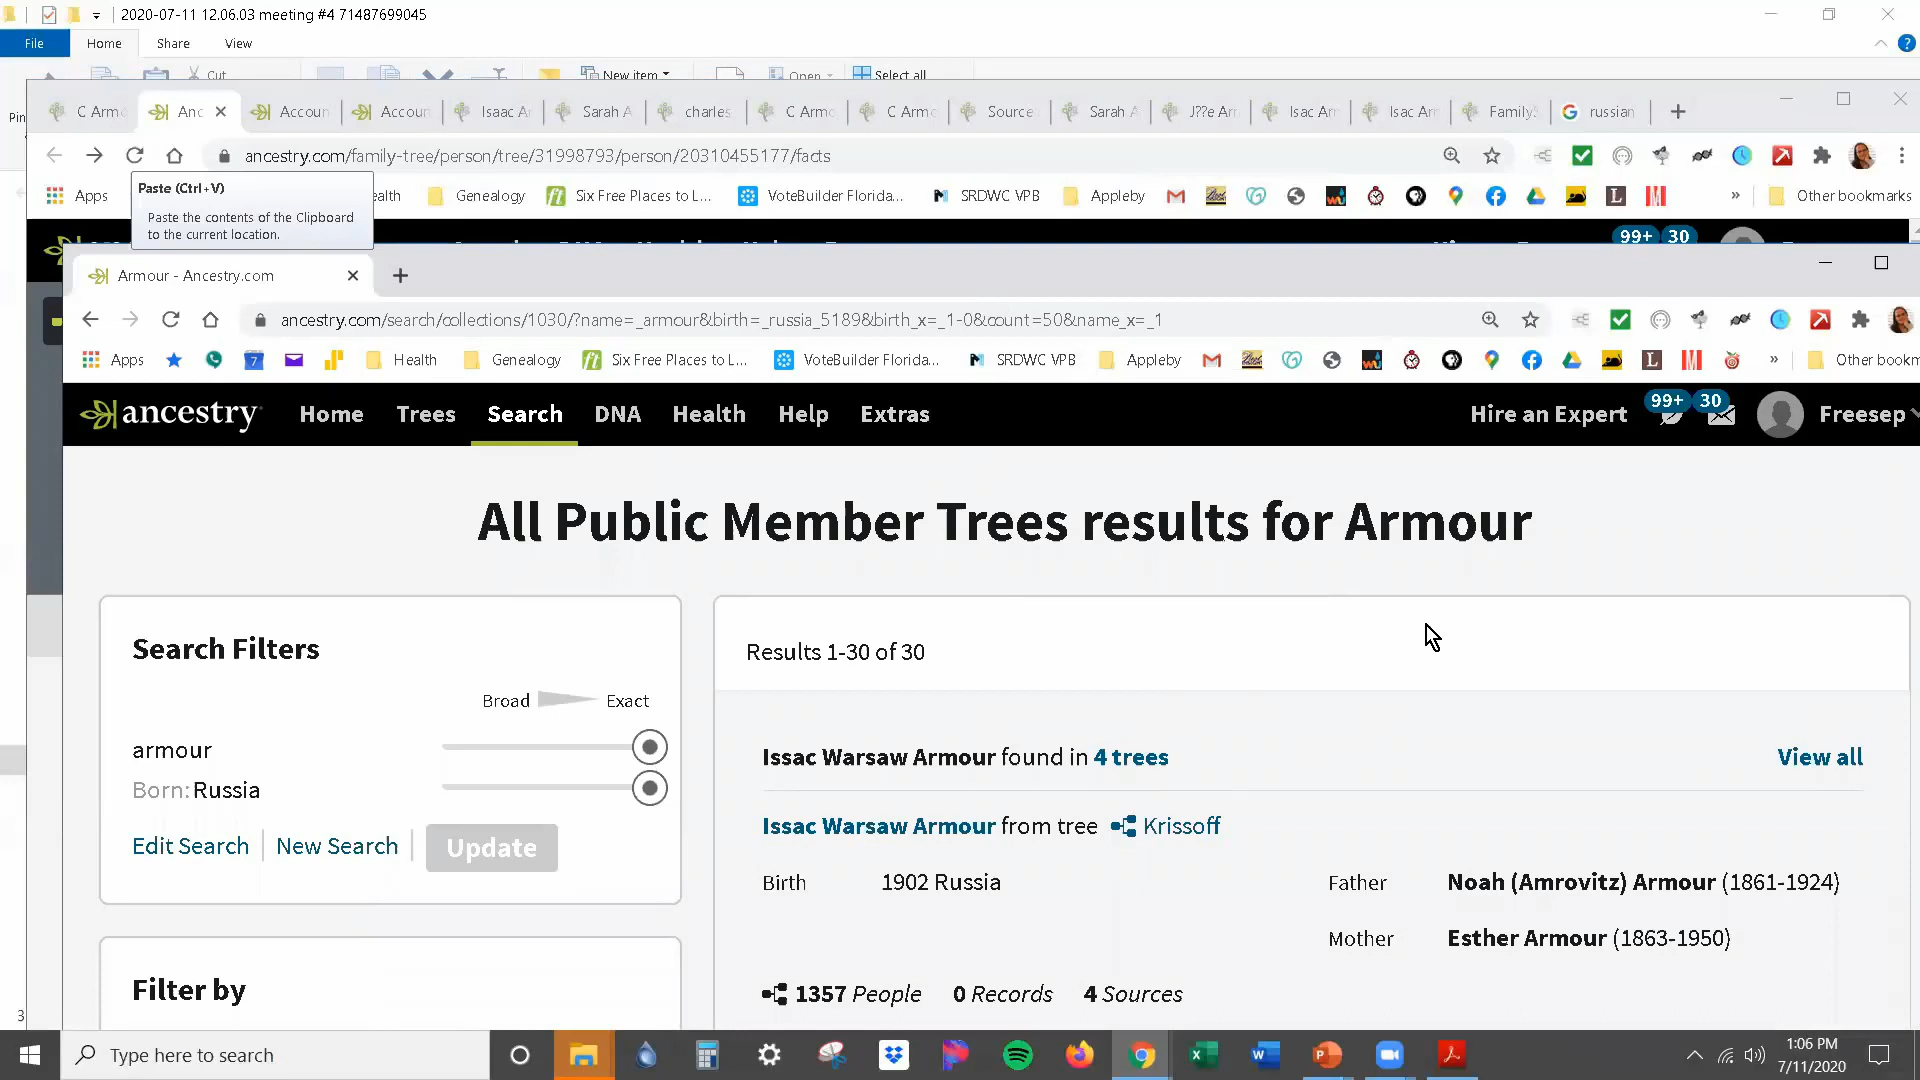 2020-07-11 12.06.03 meeting #4 71487699045
File Home Share View
Cut New item Open Select all
C Armo Anc Accoun Accoun Isaac Ar Sarah A charles C Armo C Armo Source Sarah A J??e Arr Isac Arr Isac Arr FamilyS russian
ancestry.com/family-tree/person/tree/31998793/person/20310455177/facts
Apps ealth Genealogy Six Free Places to L... VoteBuilder Florida... SRDWC VPB Appleby Other bookmarks
Paste (Ctrl+V)
Paste the contents of the Clipboard
to the current location.
99+ 30
Armour - Ancestry.com
ancestry.com/search/collections/1030/?name=_armour&birth=_russia_5189&birth_x=_1-0&count=50&name_x=_1
Apps Health Genealogy Six Free Places to L... VoteBuilder Florida... SRDWC VPB Appleby Other bookm
ancestry Home Trees Search DNA Health Help Extras Hire an Expert 99+ 30 Freesep
All Public Member Trees results for Armour
Search Filters
Broad Exact
armour
Born: Russia
Edit Search New Search Update
Filter by
Results 1-30 of 30
Issac Warsaw Armour found in 4 trees View all
Issac Warsaw Armour from tree Krissoff
Birth 1902 Russia Father Noah (Amrovitz) Armour (1861-1924)
Mother Esther Armour (1863-1950)
1357 People 0 Records 4 Sources
3
Type here to search
1:06 PM
7/11/2020